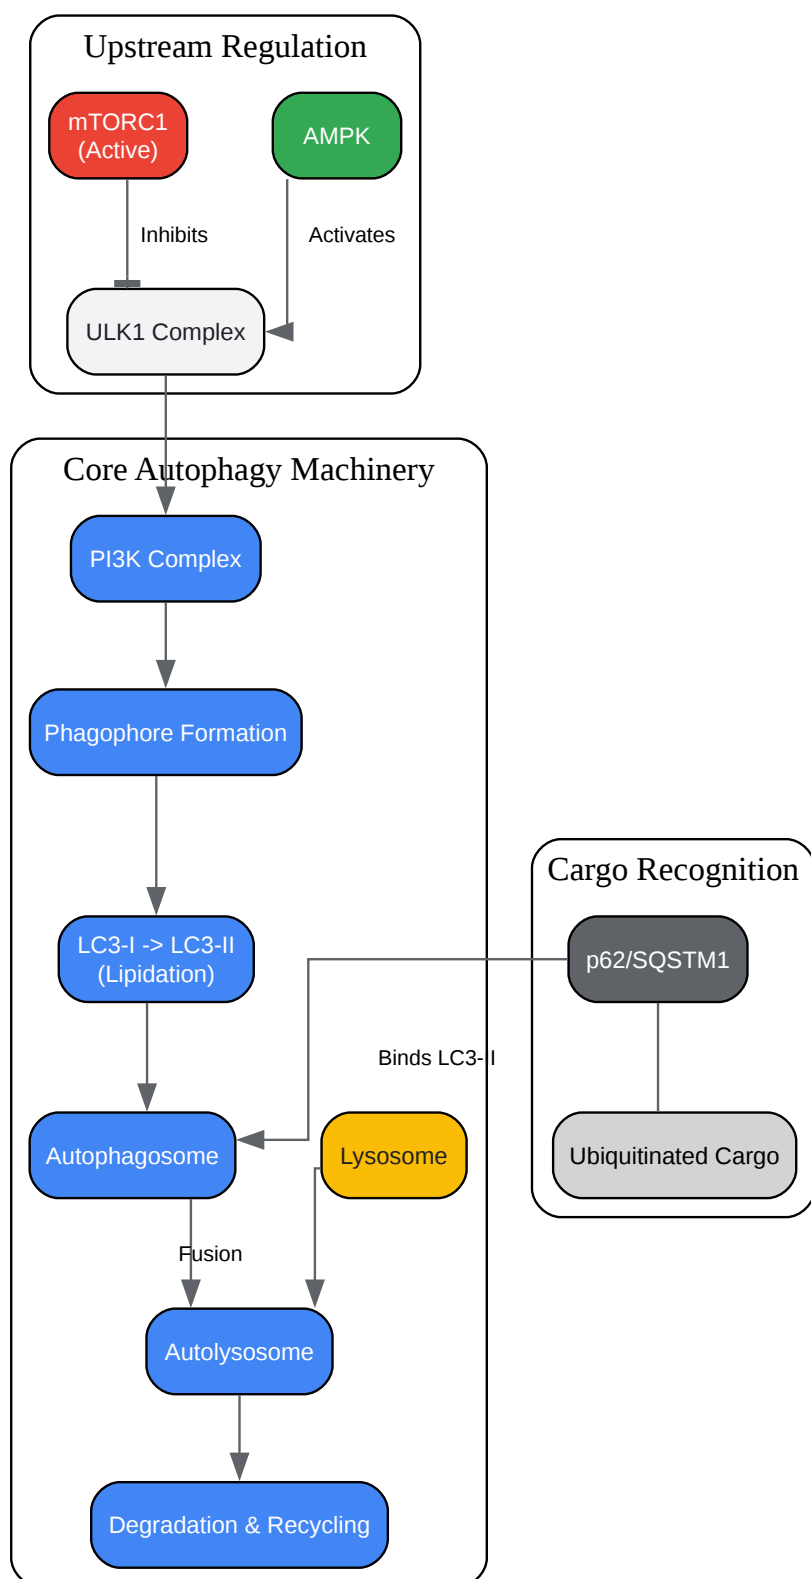 Upstream Regulation
mTORC1
(Active)
AMPK
Inhibits
Activates
ULK1 Complex
Core Autophagy Machinery
PI3K Complex
Phagophore Formation
Cargo Recognition
LC3-I -> LC3-II
(Lipidation)
p62/SQSTM1
Binds LC3-II
Autophagosome
Lysosome
Ubiquitinated Cargo
Fusion
Autolysosome
Degradation & Recycling